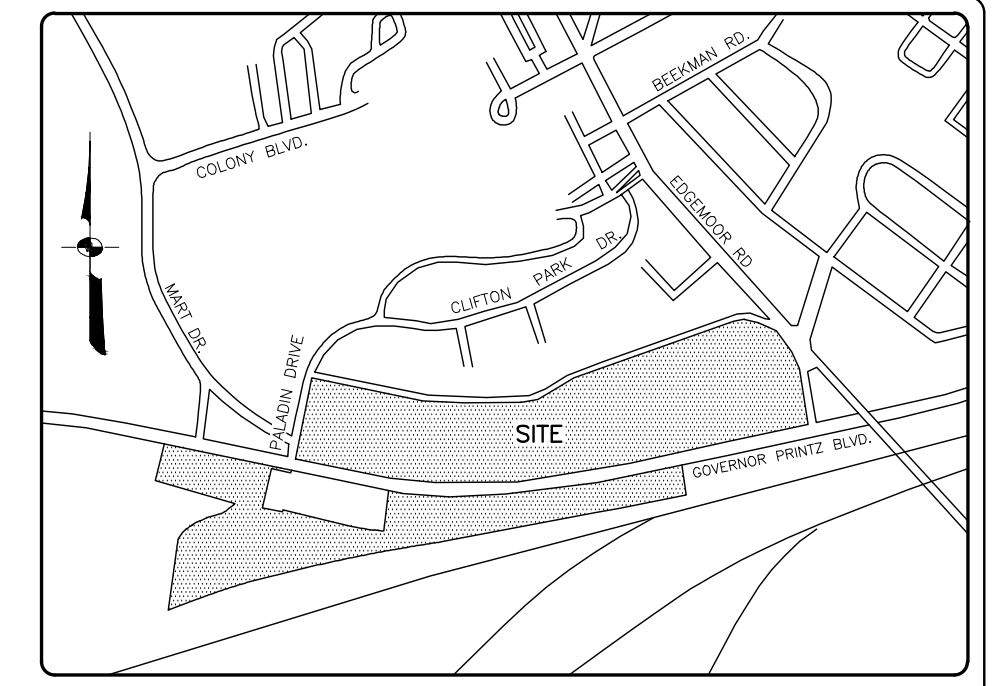 BEEKMAN RD.
COLONY BLVD.
EDGEMOOR RD
CLIFTON PARK DR.
MART DR.
PALADIN DRIVE
SITE
GOVERNOR PRINTZ BLVD.